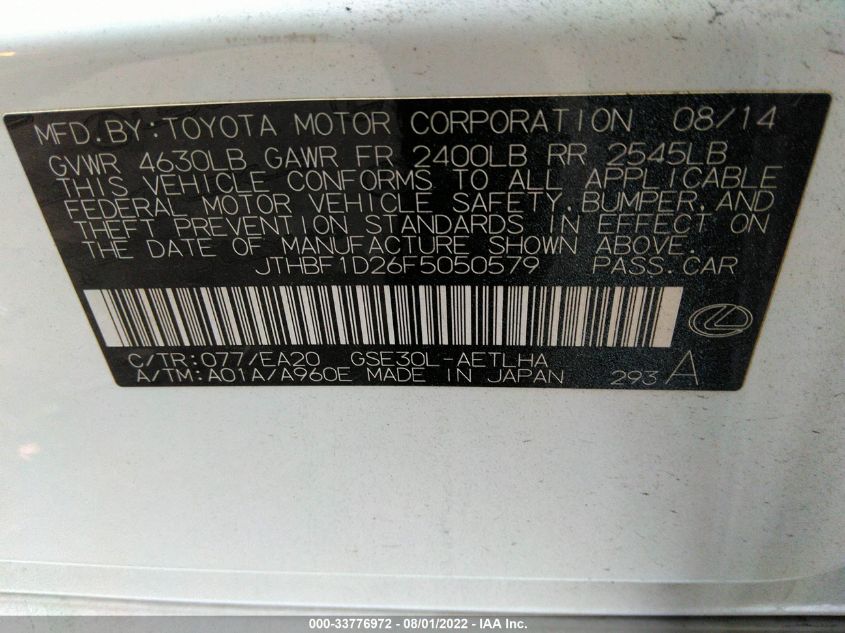 MFD.BY:TOYOTA MOTOR CORPORATION 08/14
GVWR 4630LB GAWR FR 2400LB RR 2545LB
THIS VEHICLE CONFORMS TO ALL APPLICABLE
FEDERAL MOTOR VEHICLE SAFETY,BUMPER,AND
THEFT PREVENTION STANDARDS IN EFFECT ON
THE DATE OF MANUFACTURE SHOWN ABOVE.
JTHBF1D26F5050579 PASS.CAR
C/TR:077/EA20 GSE30L-AETLHA
A/TM:A01A/A960E MADE IN JAPAN 293 A
000-33776972 - 08/01/2022 - IAA Inc.